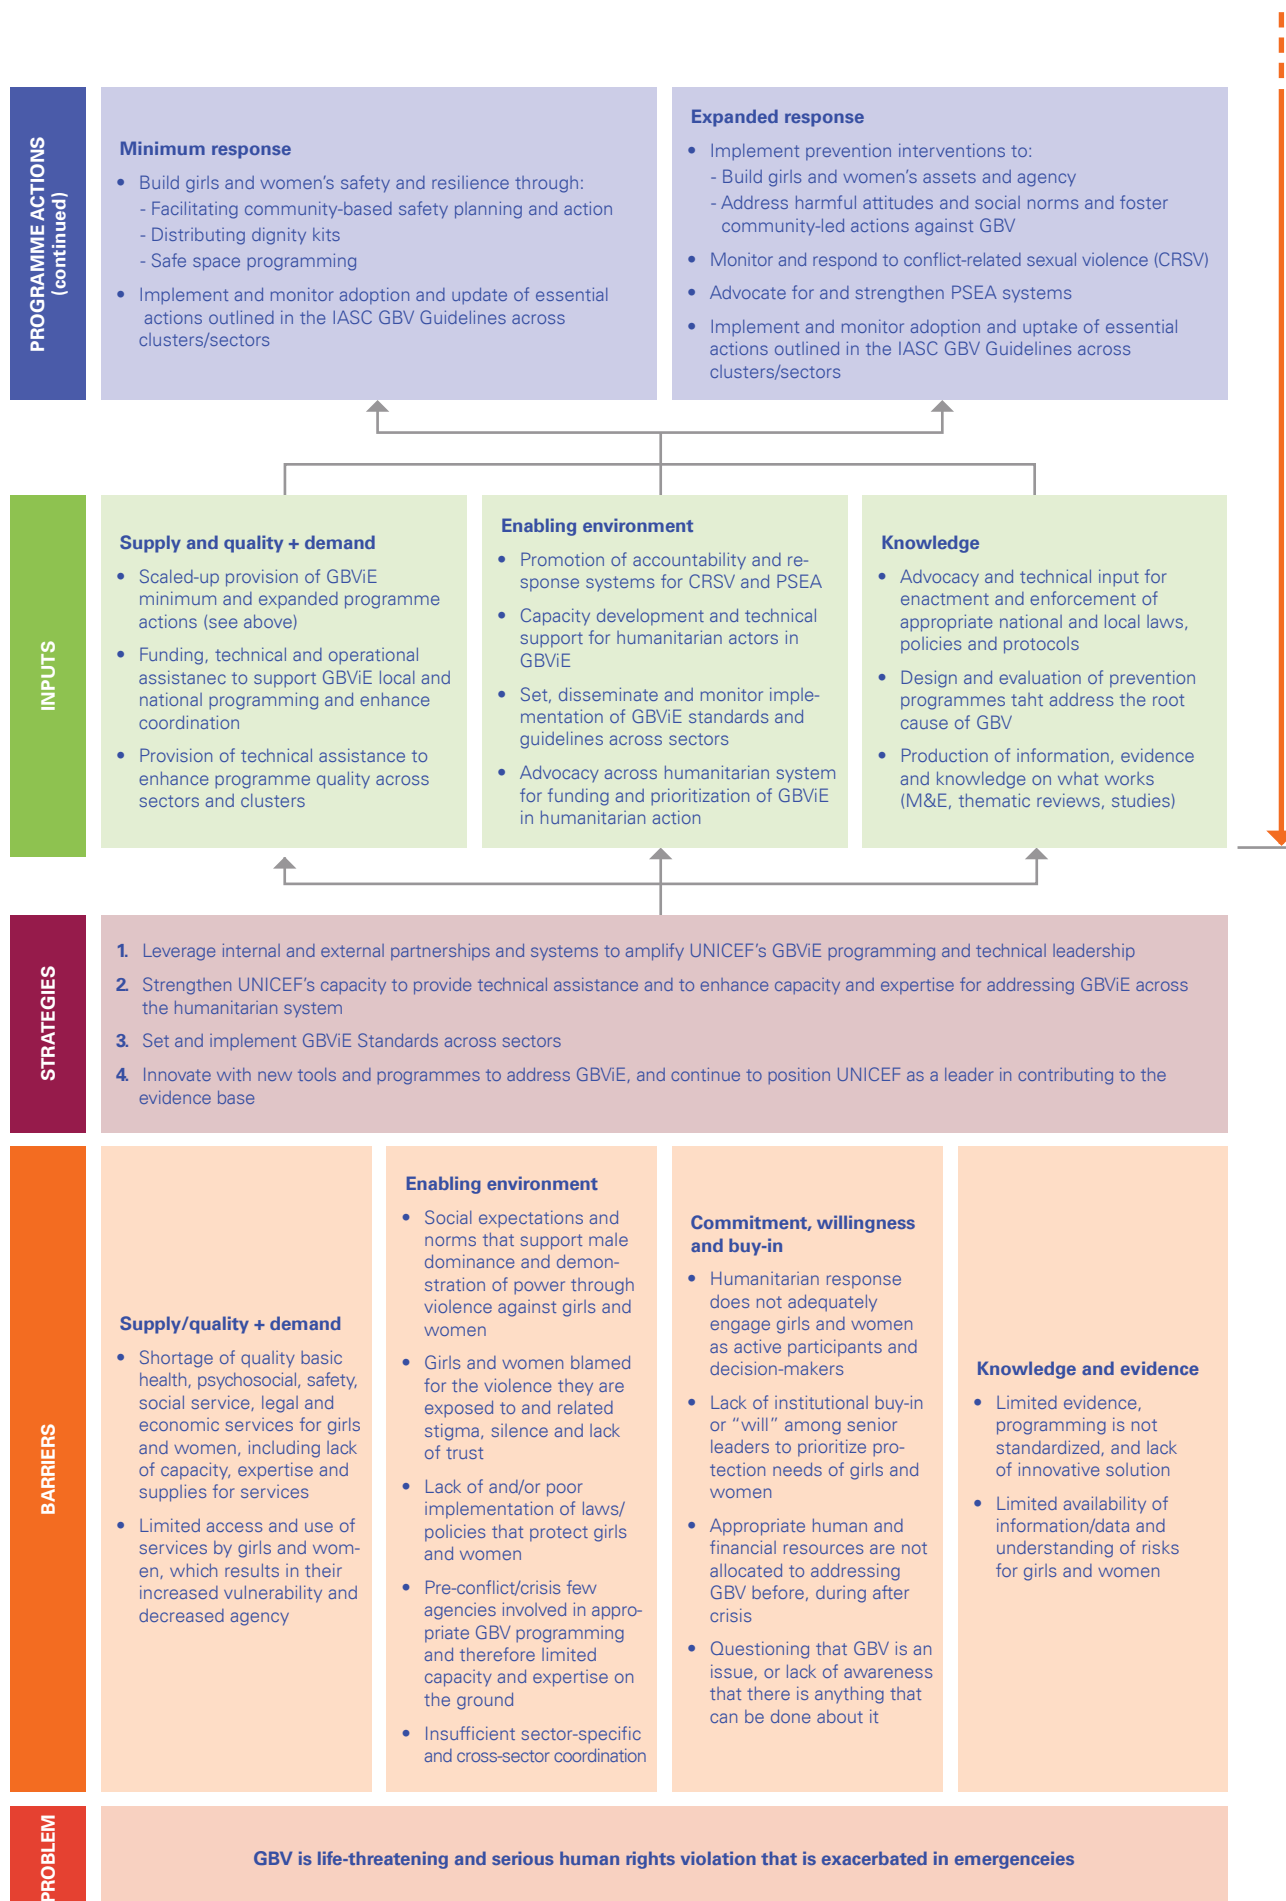 PROGRAMME ACTIONS
(continued)
Minimum response
• Build girls and women's safety and resilience through:
- Facilitating community-based safety planning and action
- Distributing dignity kits
- Safe space programming
• Implement and monitor adoption and update of essential
actions outlined in the IASC GBV Guidelines across
clusters/sectors
Expanded response
• Implement prevention interventions to:
- Build girls and women's assets and agency
- Address harmful attitudes and social norms and foster
community-led actions against GBV
• Monitor and respond to conflict-related sexual violence (CRSV)
• Advocate for and strengthen PSEA systems
• Implement and monitor adoption and uptake of essential
actions outlined in the IASC GBV Guidelines across
clusters/sectors
INPUTS
Supply and quality + demand
• Scaled-up provision of GBViE
minimum and expanded programme
actions (see above)
• Funding, technical and operational
assistanec to support GBViE local and
national programming and enhance
coordination
• Provision of technical assistance to
enhance programme quality across
sectors and clusters
Enabling environment
• Promotion of accountability and re-
sponse systems for CRSV and PSEA
• Capacity development and technical
support for humanitarian actors in
GBViE
• Set, disseminate and monitor imple-
mentation of GBViE standards and
guidelines across sectors
• Advocacy across humanitarian system
for funding and prioritization of GBViE
in humanitarian action
Knowledge
• Advocacy and technical input for
enactment and enforcement of
appropriate national and local laws,
policies and protocols
• Design and evaluation of prevention
programmes taht address the root
cause of GBV
• Production of information, evidence
and knowledge on what works
(M&E, thematic reviews, studies)
STRATEGIES
1. Leverage internal and external partnerships and systems to amplify UNICEF's GBViE programming and technical leadership
2. Strengthen UNICEF's capacity to provide technical assistance and to enhance capacity and expertise for addressing GBViE across
the humanitarian system
3. Set and implement GBViE Standards across sectors
4. Innovate with new tools and programmes to address GBViE, and continue to position UNICEF as a leader in contributing to the
evidence base
BARRIERS
Supply/quality + demand
• Shortage of quality basic
health, psychosocial, safety,
social service, legal and
economic services for girls
and women, including lack
of capacity, expertise and
supplies for services
• Limited access and use of
services by girls and wom-
en, which results in their
increased vulnerability and
decreased agency
Enabling environment
• Social expectations and
norms that support male
dominance and demon-
stration of power through
violence against girls and
women
• Girls and women blamed
for the violence they are
exposed to and related
stigma, silence and lack
of trust
• Lack of and/or poor
implementation of laws/
policies that protect girls
and women
• Pre-conflict/crisis few
agencies involved in appro-
priate GBV programming
and therefore limited
capacity and expertise on
the ground
• Insufficient sector-specific
and cross-sector coordination
Commitment, willingness
and buy-in
• Humanitarian response
does not adequately
engage girls and women
as active participants and
decision-makers
• Lack of institutional buy-in
or “will” among senior
leaders to prioritize pro-
tection needs of girls and
women
• Appropriate human and
financial resources are not
allocated to addressing
GBV before, during after
crisis
• Questioning that GBV is an
issue, or lack of awareness
that there is anything that
can be done about it
Knowledge and evidence
• Limited evidence,
programming is not
standardized, and lack
of innovative solution
• Limited availability of
information/data and
understanding of risks
for girls and women
PROBLEM
GBV is life-threatening and serious human rights violation that is exacerbated in emergenceies